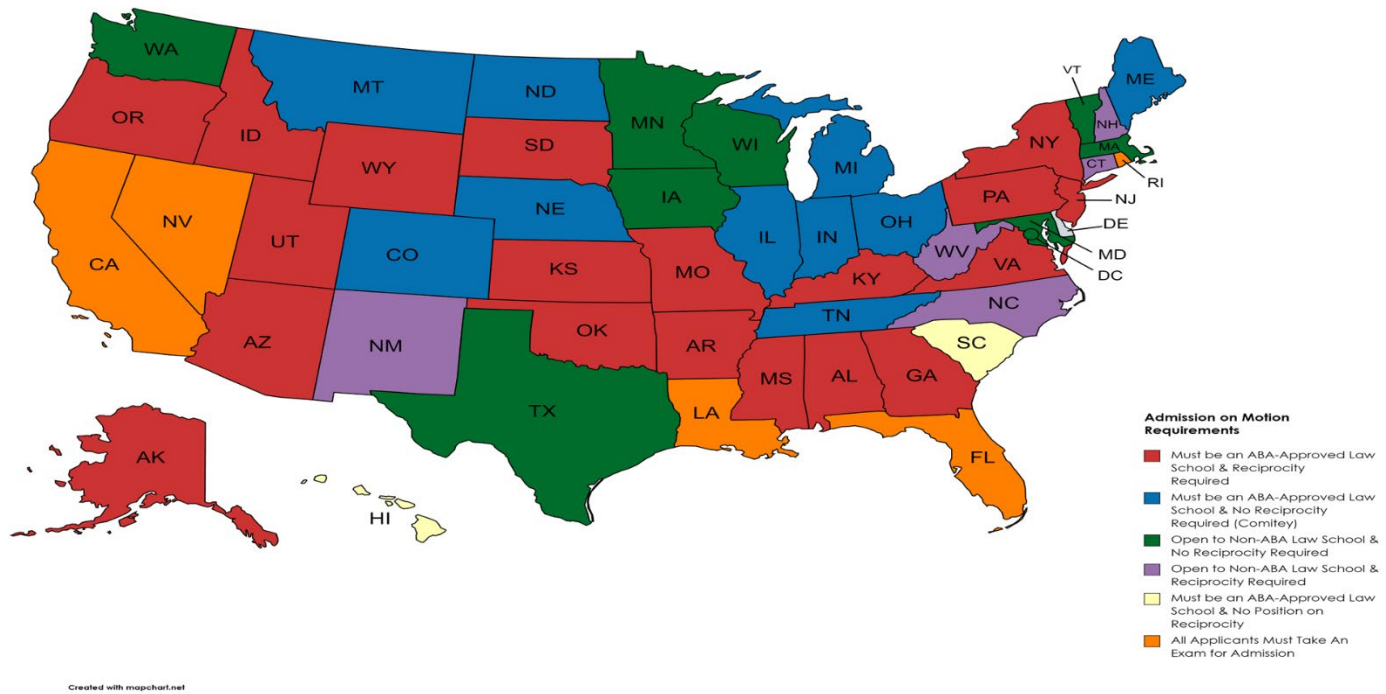 WA
MT
ND
MN
VT
ME
OR
ID
SD
WI
NY
NH
MA
CT
RI
WY
MI
IA
PA
NJ
NE
NV
UT
IL
IN
OH
DE
CO
WV
MD
CA
KS
MO
KY
VA
DC
AZ
NM
OK
TN
NC
AR
SC
MS
AL
GA
TX
LA
AK
FL
HI
Admission on Motion
Requirements
Must be an ABA-Approved Law
School & Reciprocity
Required
Must be an ABA-Approved Law
School & No Reciprocity
Required (Comitey)
Open to Non-ABA Law School &
No Reciprocity Required
Open to Non-ABA Law School &
Reciprocity Required
Must be an ABA-Approved Law
School & No Position on
Reciprocity
All Applicants Must Take An
Exam for Admission
Created with mapchart.net